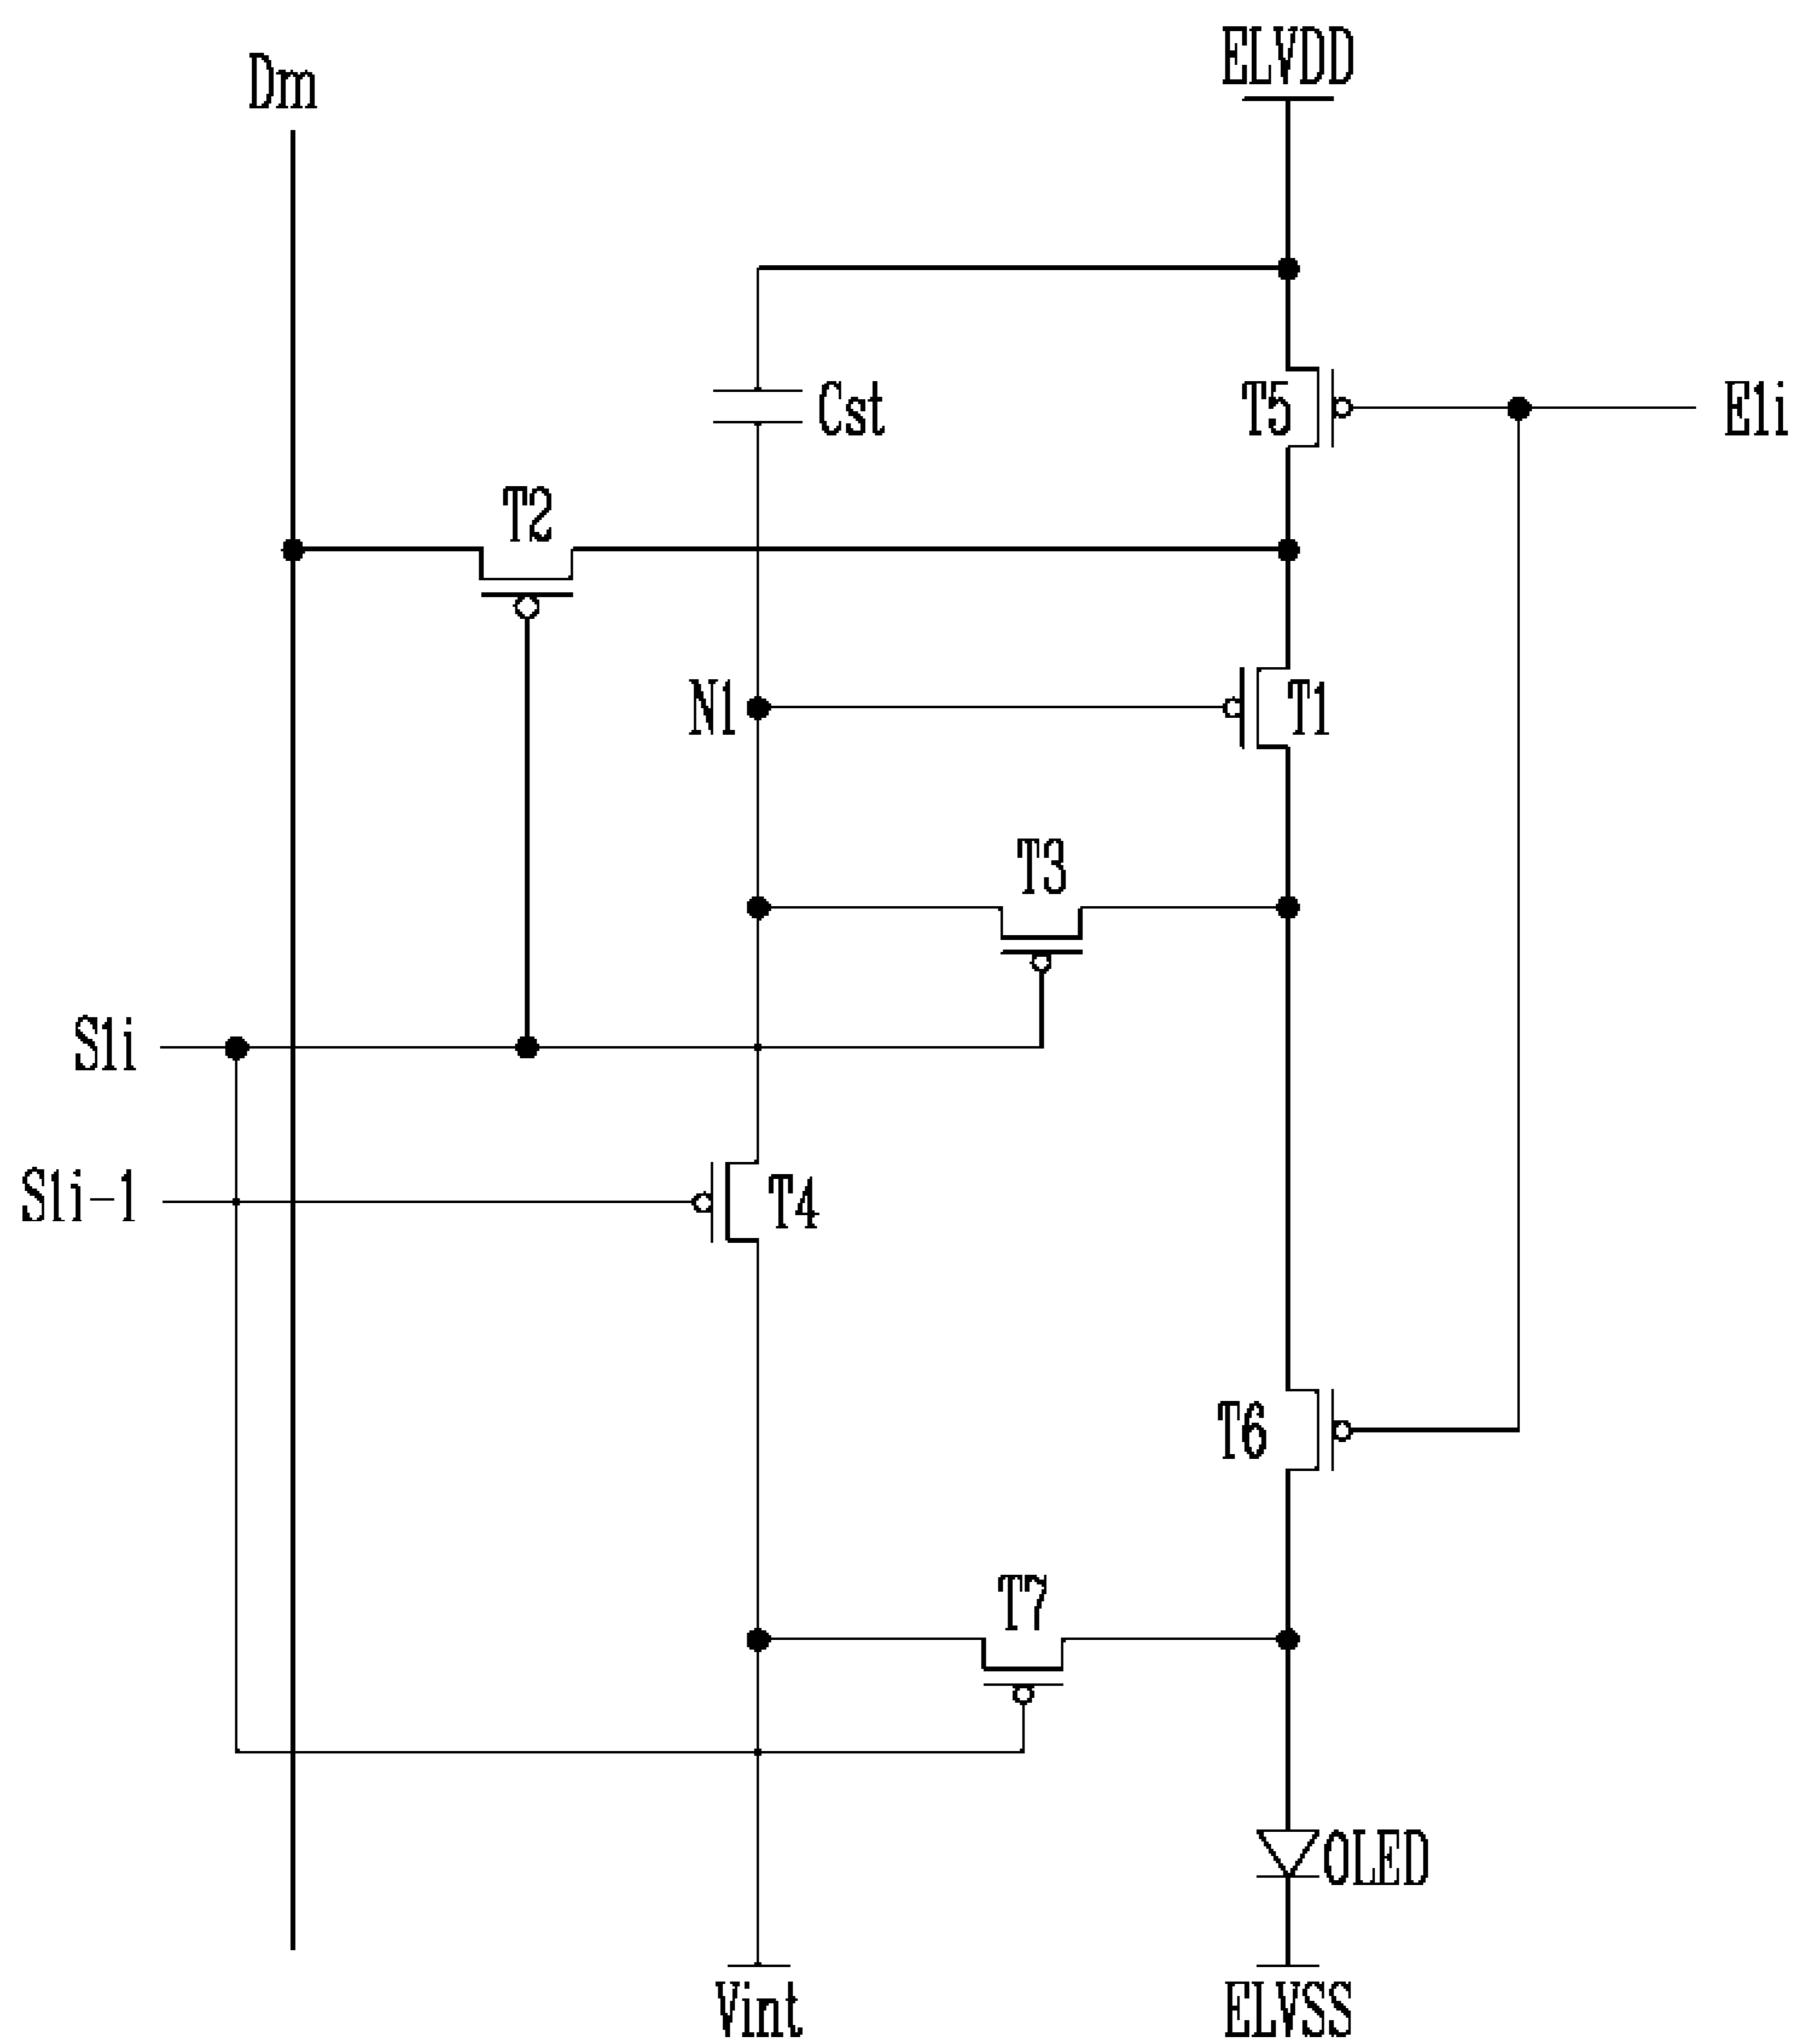 ELVDD
Dm
Cst
T5
E1i
T2
N1
T1
T3
S1i
S1i-1
T4
T6
T7
OLED
Vint
ELVSS